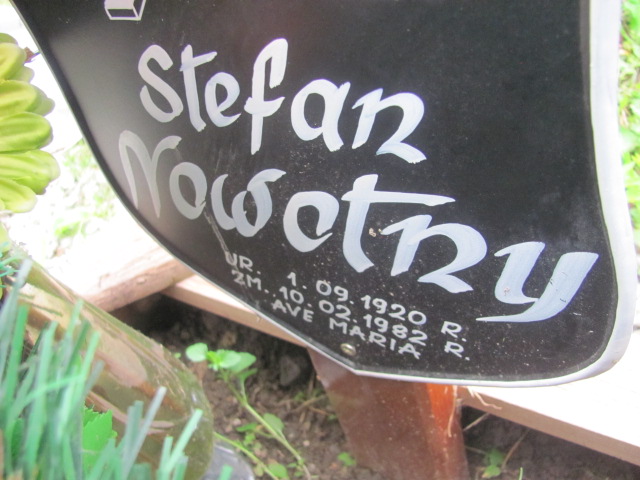 Stefan
Nowotny
UR. 1.09.1920 R.
ZM. 10.02.1982 R.
AVE MARIA